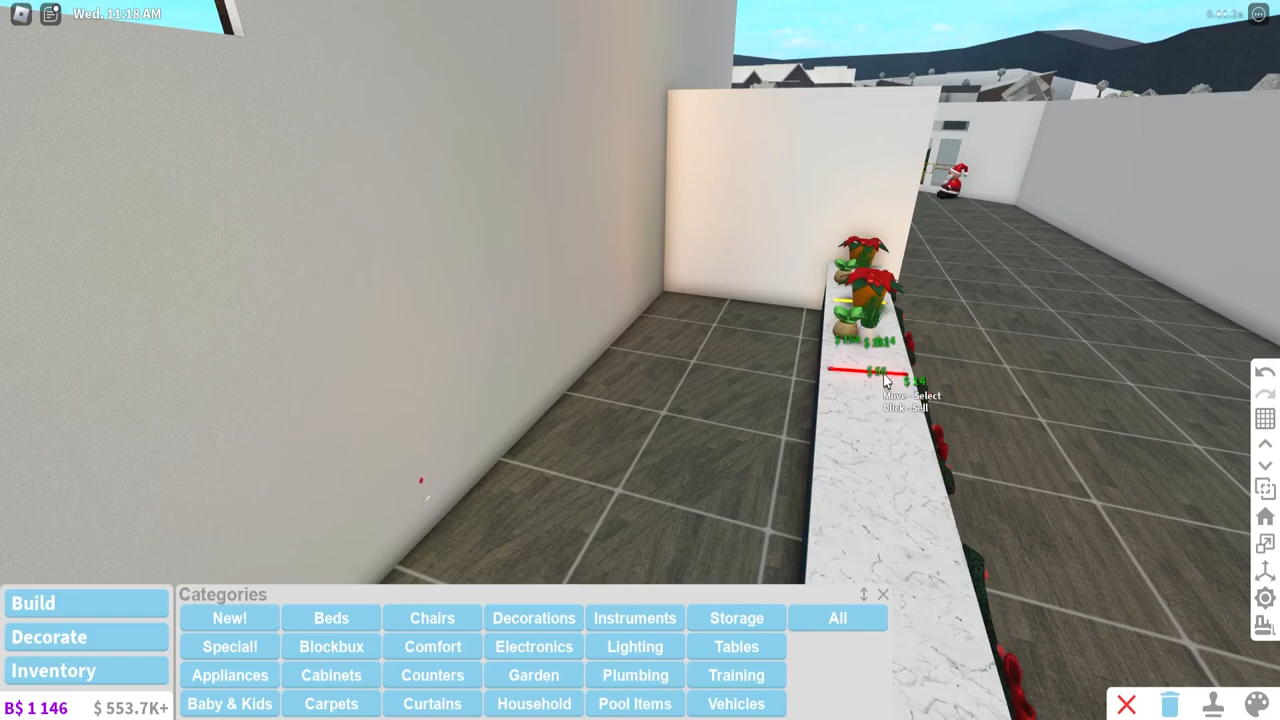 Wed. 11:18 AM
Move - Select
Click - Sell
Build
Decorate
Inventory
B$ 1 146
$ 553.7K+
Categories
New!
Beds
Chairs
Decorations
Instruments
Storage
All
Special!
Blockbux
Comfort
Electronics
Lighting
Tables
Appliances
Cabinets
Counters
Garden
Plumbing
Training
Baby & Kids
Carpets
Curtains
Household
Pool Items
Vehicles